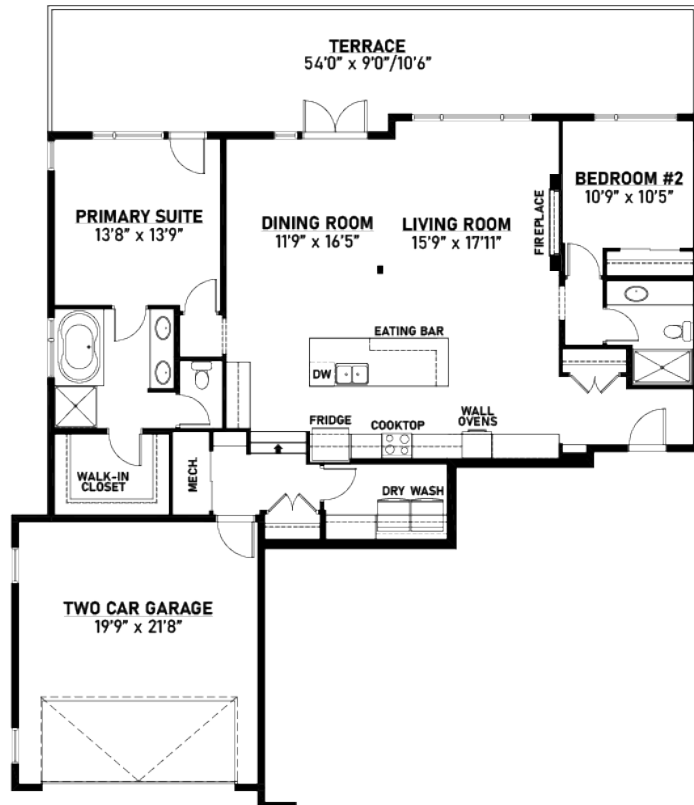 TERRACE
54'0" x 9'0"/10'6"
PRIMARY SUITE
13'8" x 13'9"
DINING ROOM
11'9" x 16'5"
LIVING ROOM
15'9" x 17'11"
FIREPLACE
BEDROOM #2
10'9" x 10'5"
EATING BAR
DW
FRIDGE
COOKTOP
WALL
OVENS
WALK-IN
CLOSET
MECH.
DRY WASH
TWO CAR GARAGE
19'9" x 21'8"